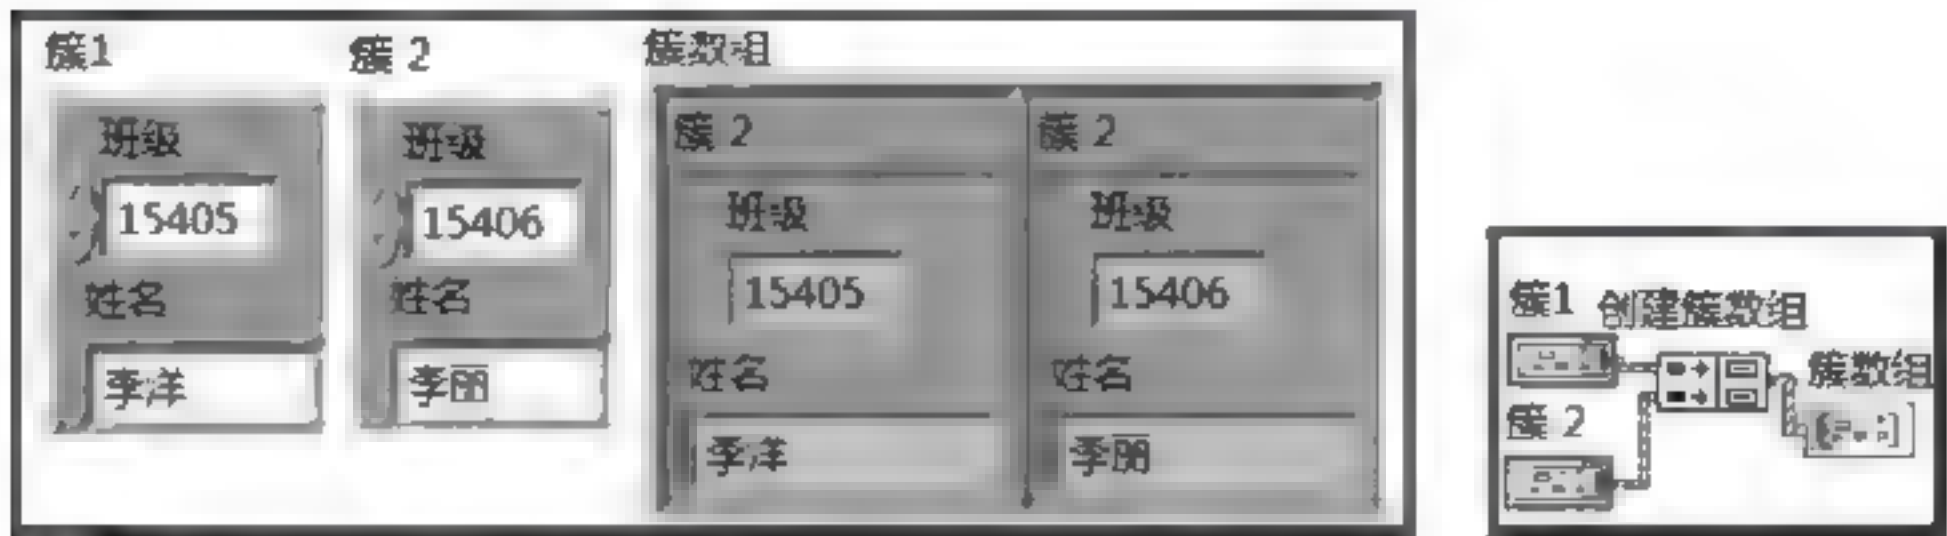 簇1
班级
15405
姓名
李洋
簇 2
班级
15406
姓名
李丽
簇数组
簇 2
班级
15405
姓名
李洋
簇 2
班级
15406
姓名
李丽
簇1
创建簇数组
簇数组
簇 2